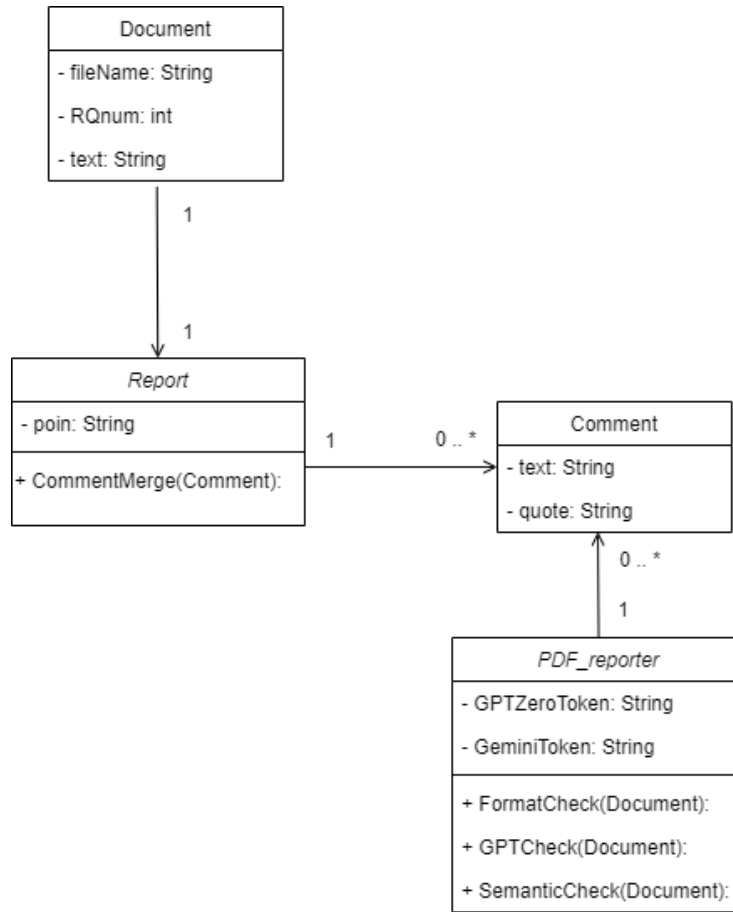 Document
- fileName: String
- RQnum: int
- text: String
1
1
Report
- poin: String
+ CommentMerge(Comment):
1
0 .. *
Comment
- text: String
- quote: String
0 .. *
1
PDF_reporter
- GPTZeroToken: String
- GeminiToken: String
+ FormatCheck(Document):
+ GPTCheck(Document):
+ SemanticCheck(Document):